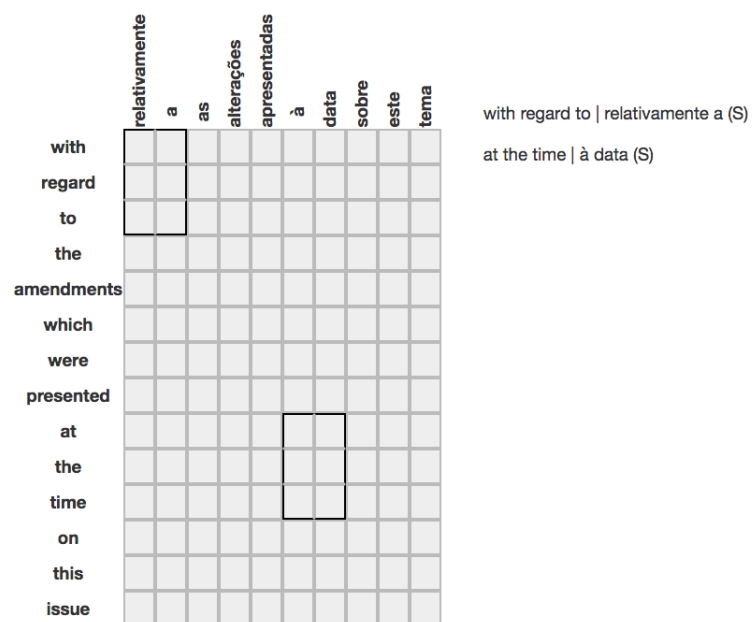 relativamente
a
as
alterações
apresentadas
à
data
sobre
este
tema
with regard to | relativamente a (S)
at the time | à data (S)
with
regard
to
the
amendments
which
were
presented
at
the
time
on
this
issue